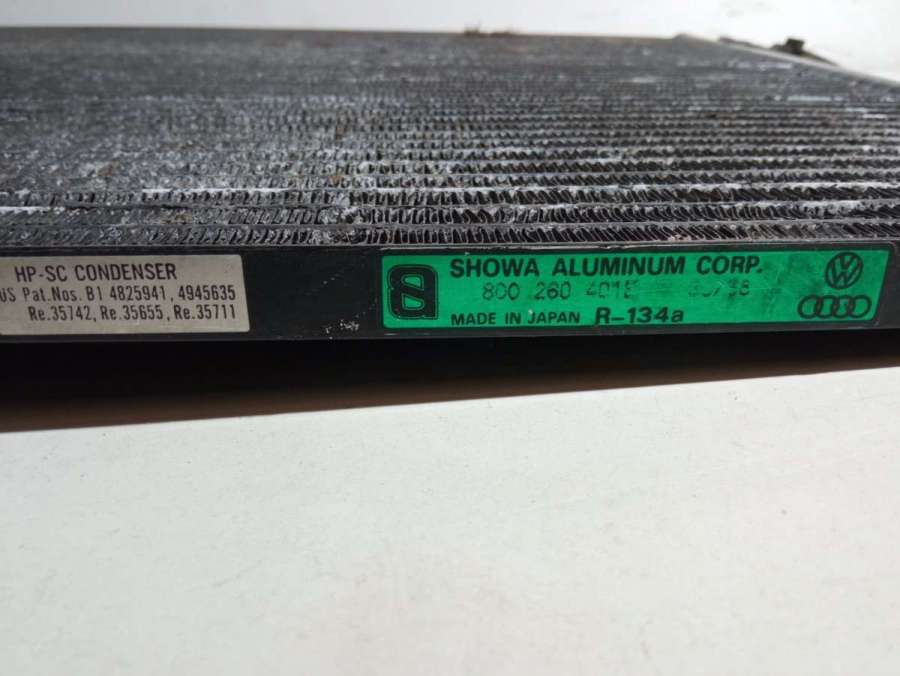 HP-SC CONDENSER
US Pat.Nos. B1 4825941, 4945635
Re.35742, Re.35655, Re.35711
SHOWA ALUMINUM CORP.
800 260 401
MADE IN JAPAN R-134a